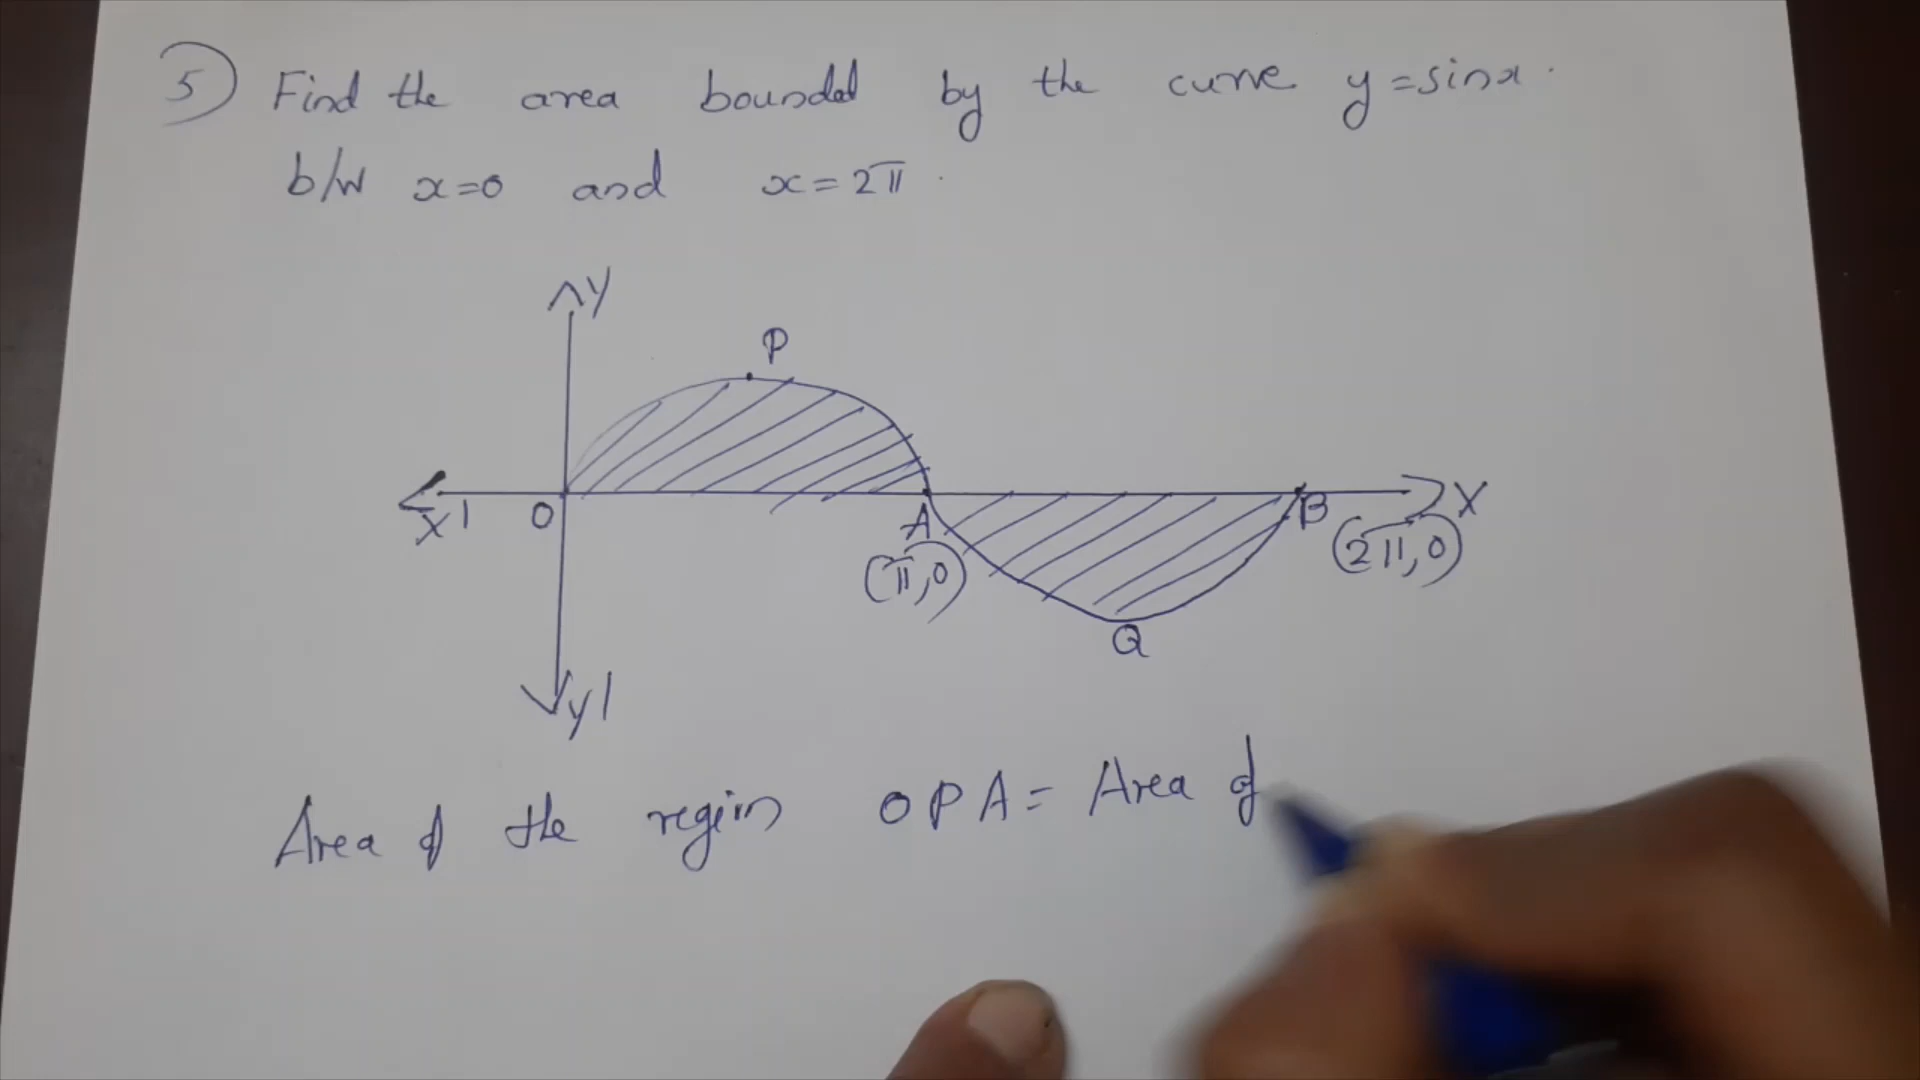 5 Find the area bounded by the curve y=sinx.
b/w x=0 and x=2π.
Y
P
X' O A B X
(π,0) (2π,0)
Q
Y'
Area of the region OPA = Area of